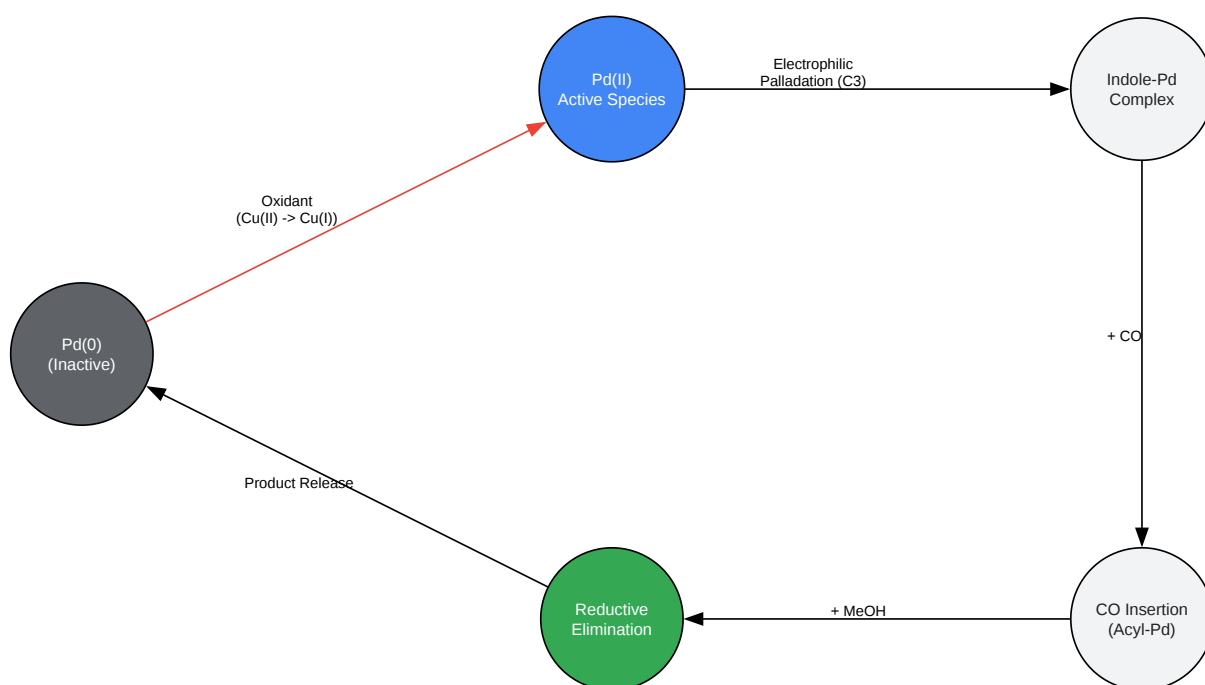 Pd(II)
Active Species
Electrophilic
Palladation (C3)
Indole-Pd
Complex
Oxidant
(Cu(II) -> Cu(I))
Pd(0)
(Inactive)
+ CO
Product Release
Reductive
Elimination
+ MeOH
CO Insertion
(Acyl-Pd)